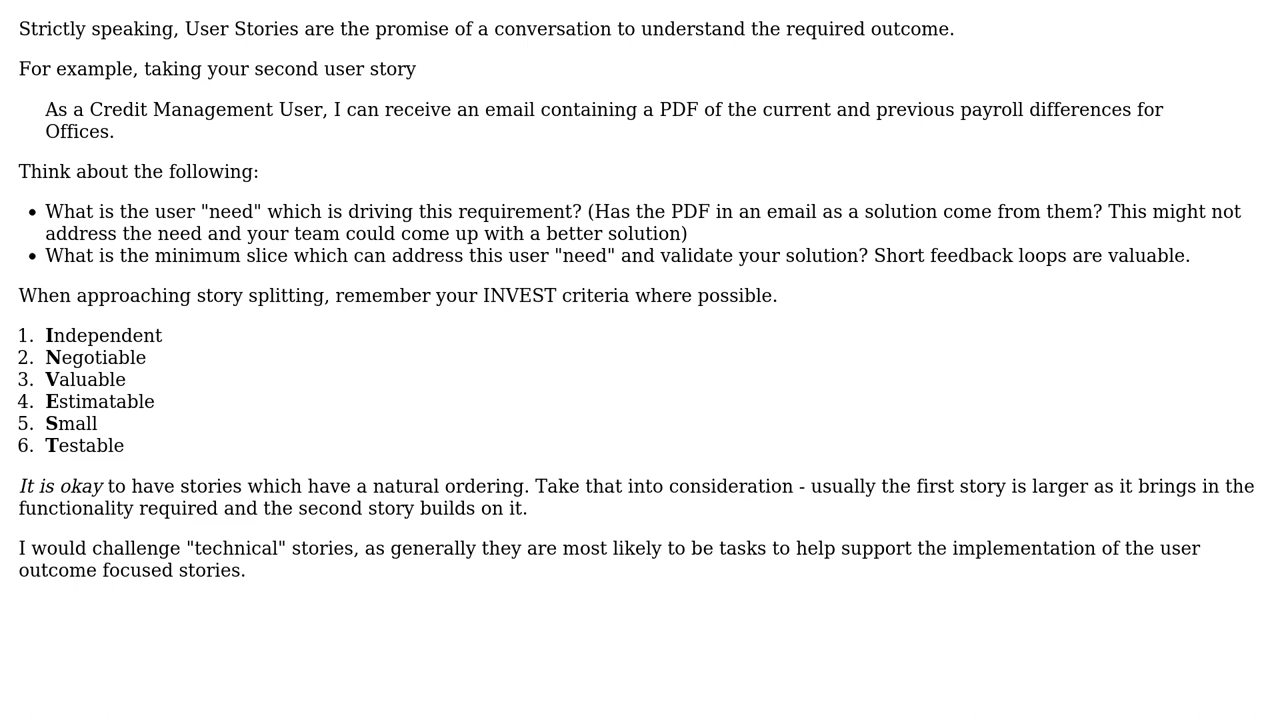 Strictly speaking, User Stories are the promise of a conversation to understand the required outcome.
For example, taking your second user story
As a Credit Management User, I can receive an email containing a PDF of the current and previous payroll differences for
Offices.
Think about the following:
• What is the user "need" which is driving this requirement? (Has the PDF in an email as a solution come from them? This might not
address the need and your team could come up with a better solution)
• What is the minimum slice which can address this user "need" and validate your solution? Short feedback loops are valuable.
When approaching story splitting, remember your INVEST criteria where possible.
1. Independent
2. Negotiable
3. Valuable
4. Estimatable
5. Small
6. Testable
It is okay to have stories which have a natural ordering. Take that into consideration - usually the first story is larger as it brings in the
functionality required and the second story builds on it.
I would challenge "technical" stories, as generally they are most likely to be tasks to help support the implementation of the user
outcome focused stories.